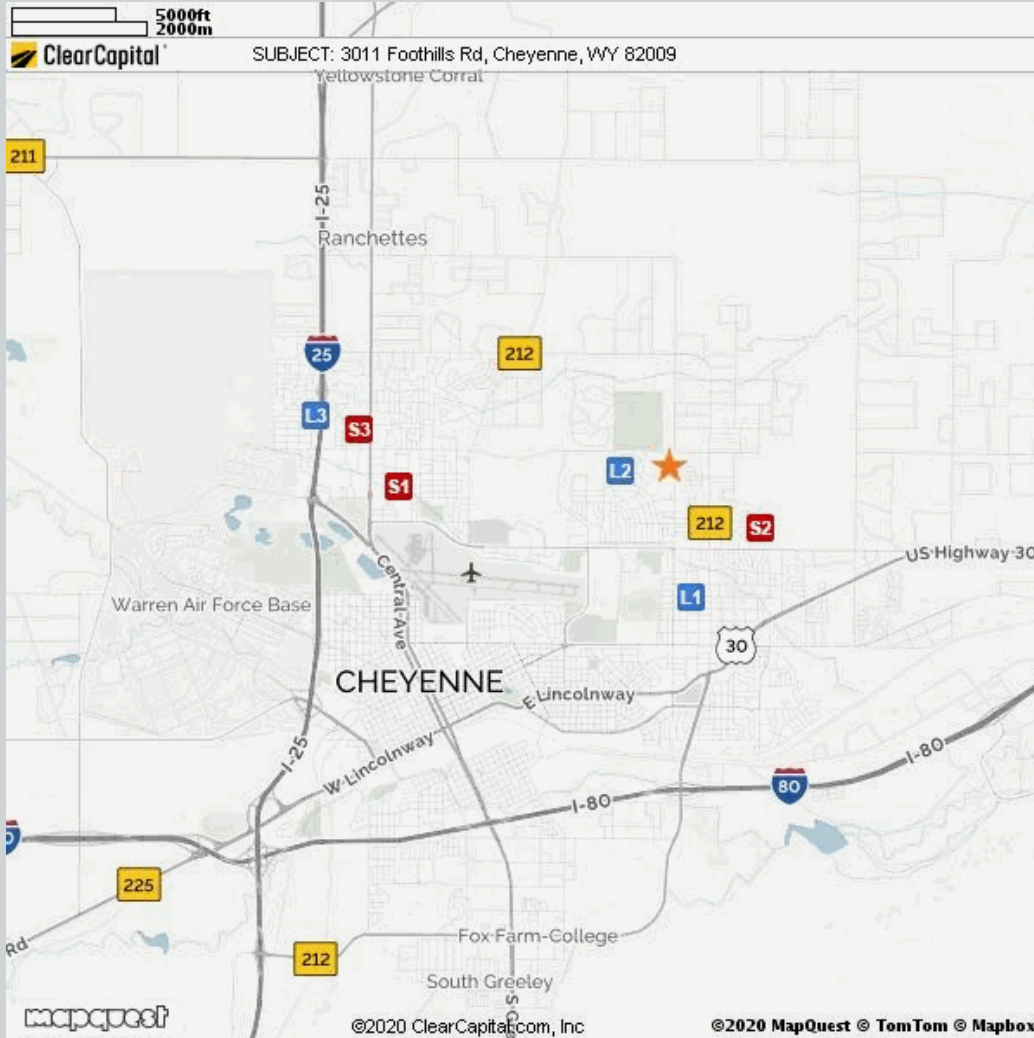 5000ft
2000m
ClearCapital
SUBJECT: 3011 Foothills Rd, Cheyenne, WY 82009
Yellowstone Corral
211
I-25
Ranchettes
25
212
L3
S3
L2
S1
212
S2
US Highway 30
Central Ave
Warren Air Force Base
L1
30
CHEYENNE
E Lincolnway
I-25
W Lincolnway
I-80
80
I-80
225
Rd
Fox Farm-College
212
South Greeley
mapquest
©2020 ClearCapital.com, Inc
©2020 MapQuest © TomTom © Mapbox